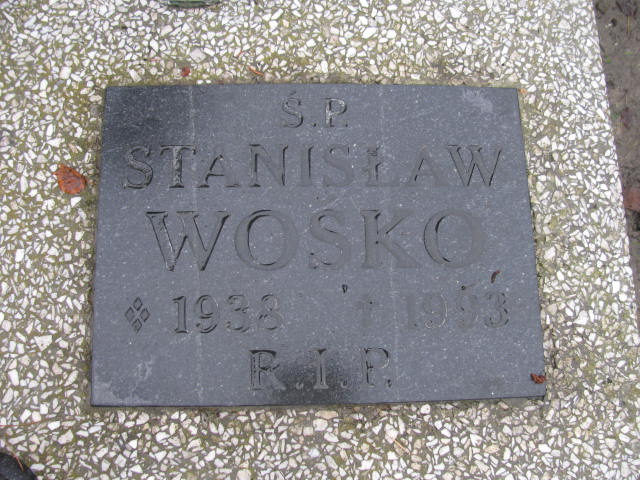 Ś.P.
STANISŁAW
WOSKO
1938 † 1993
R.I.P.